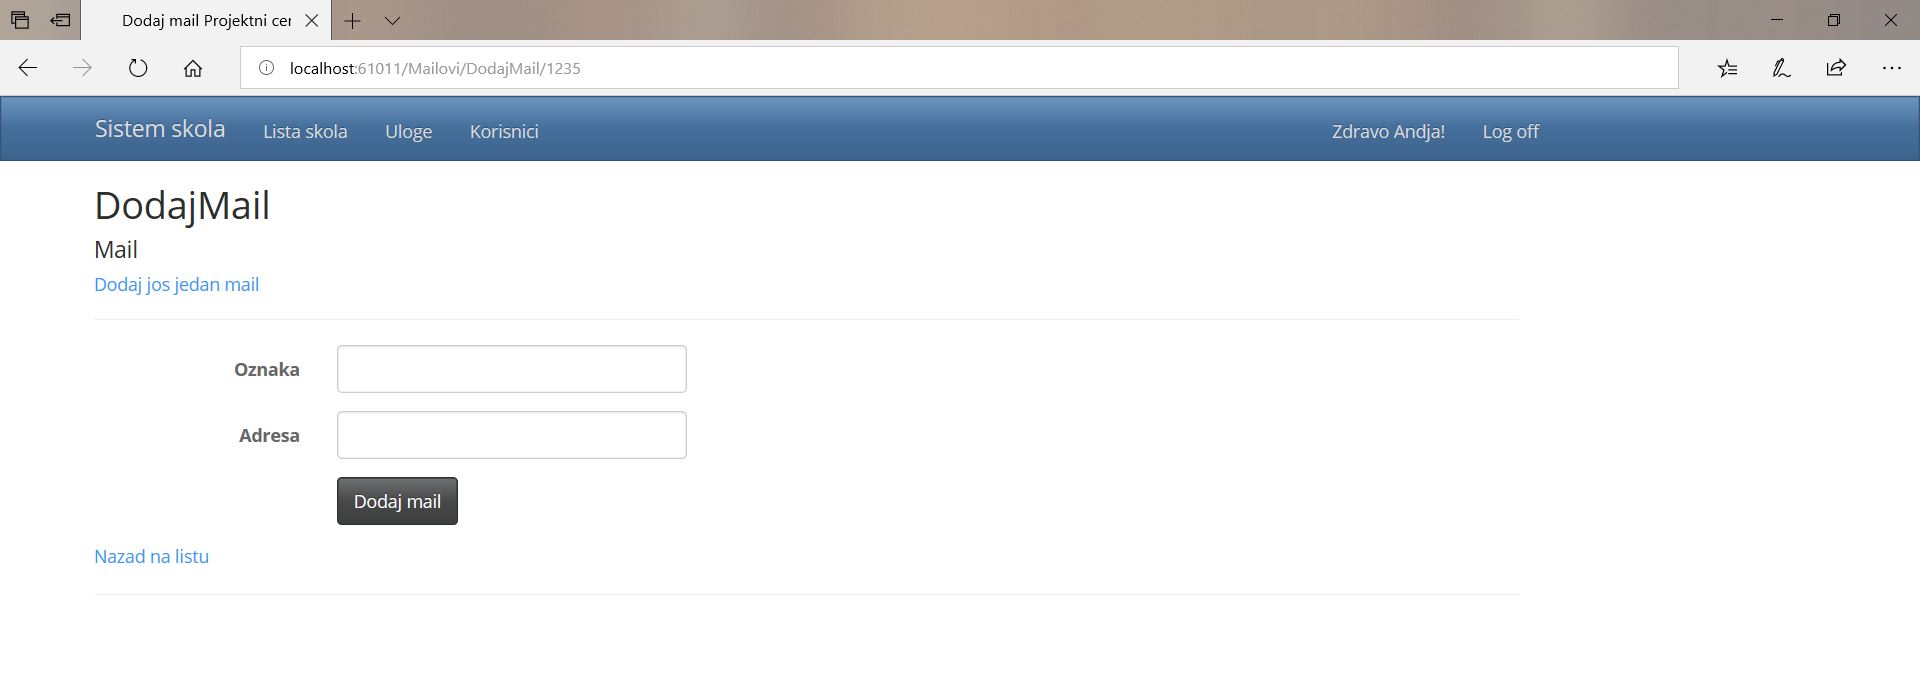 Dodaj mail Projektni cer
localhost:61011/Mailovi/DodajMail/1235
Sistem skola Lista skola Uloge Korisnici Zdravo Andja! Log off
DodajMail
Mail
Dodaj jos jedan mail
Oznaka
Adresa
Dodaj mail
Nazad na listu